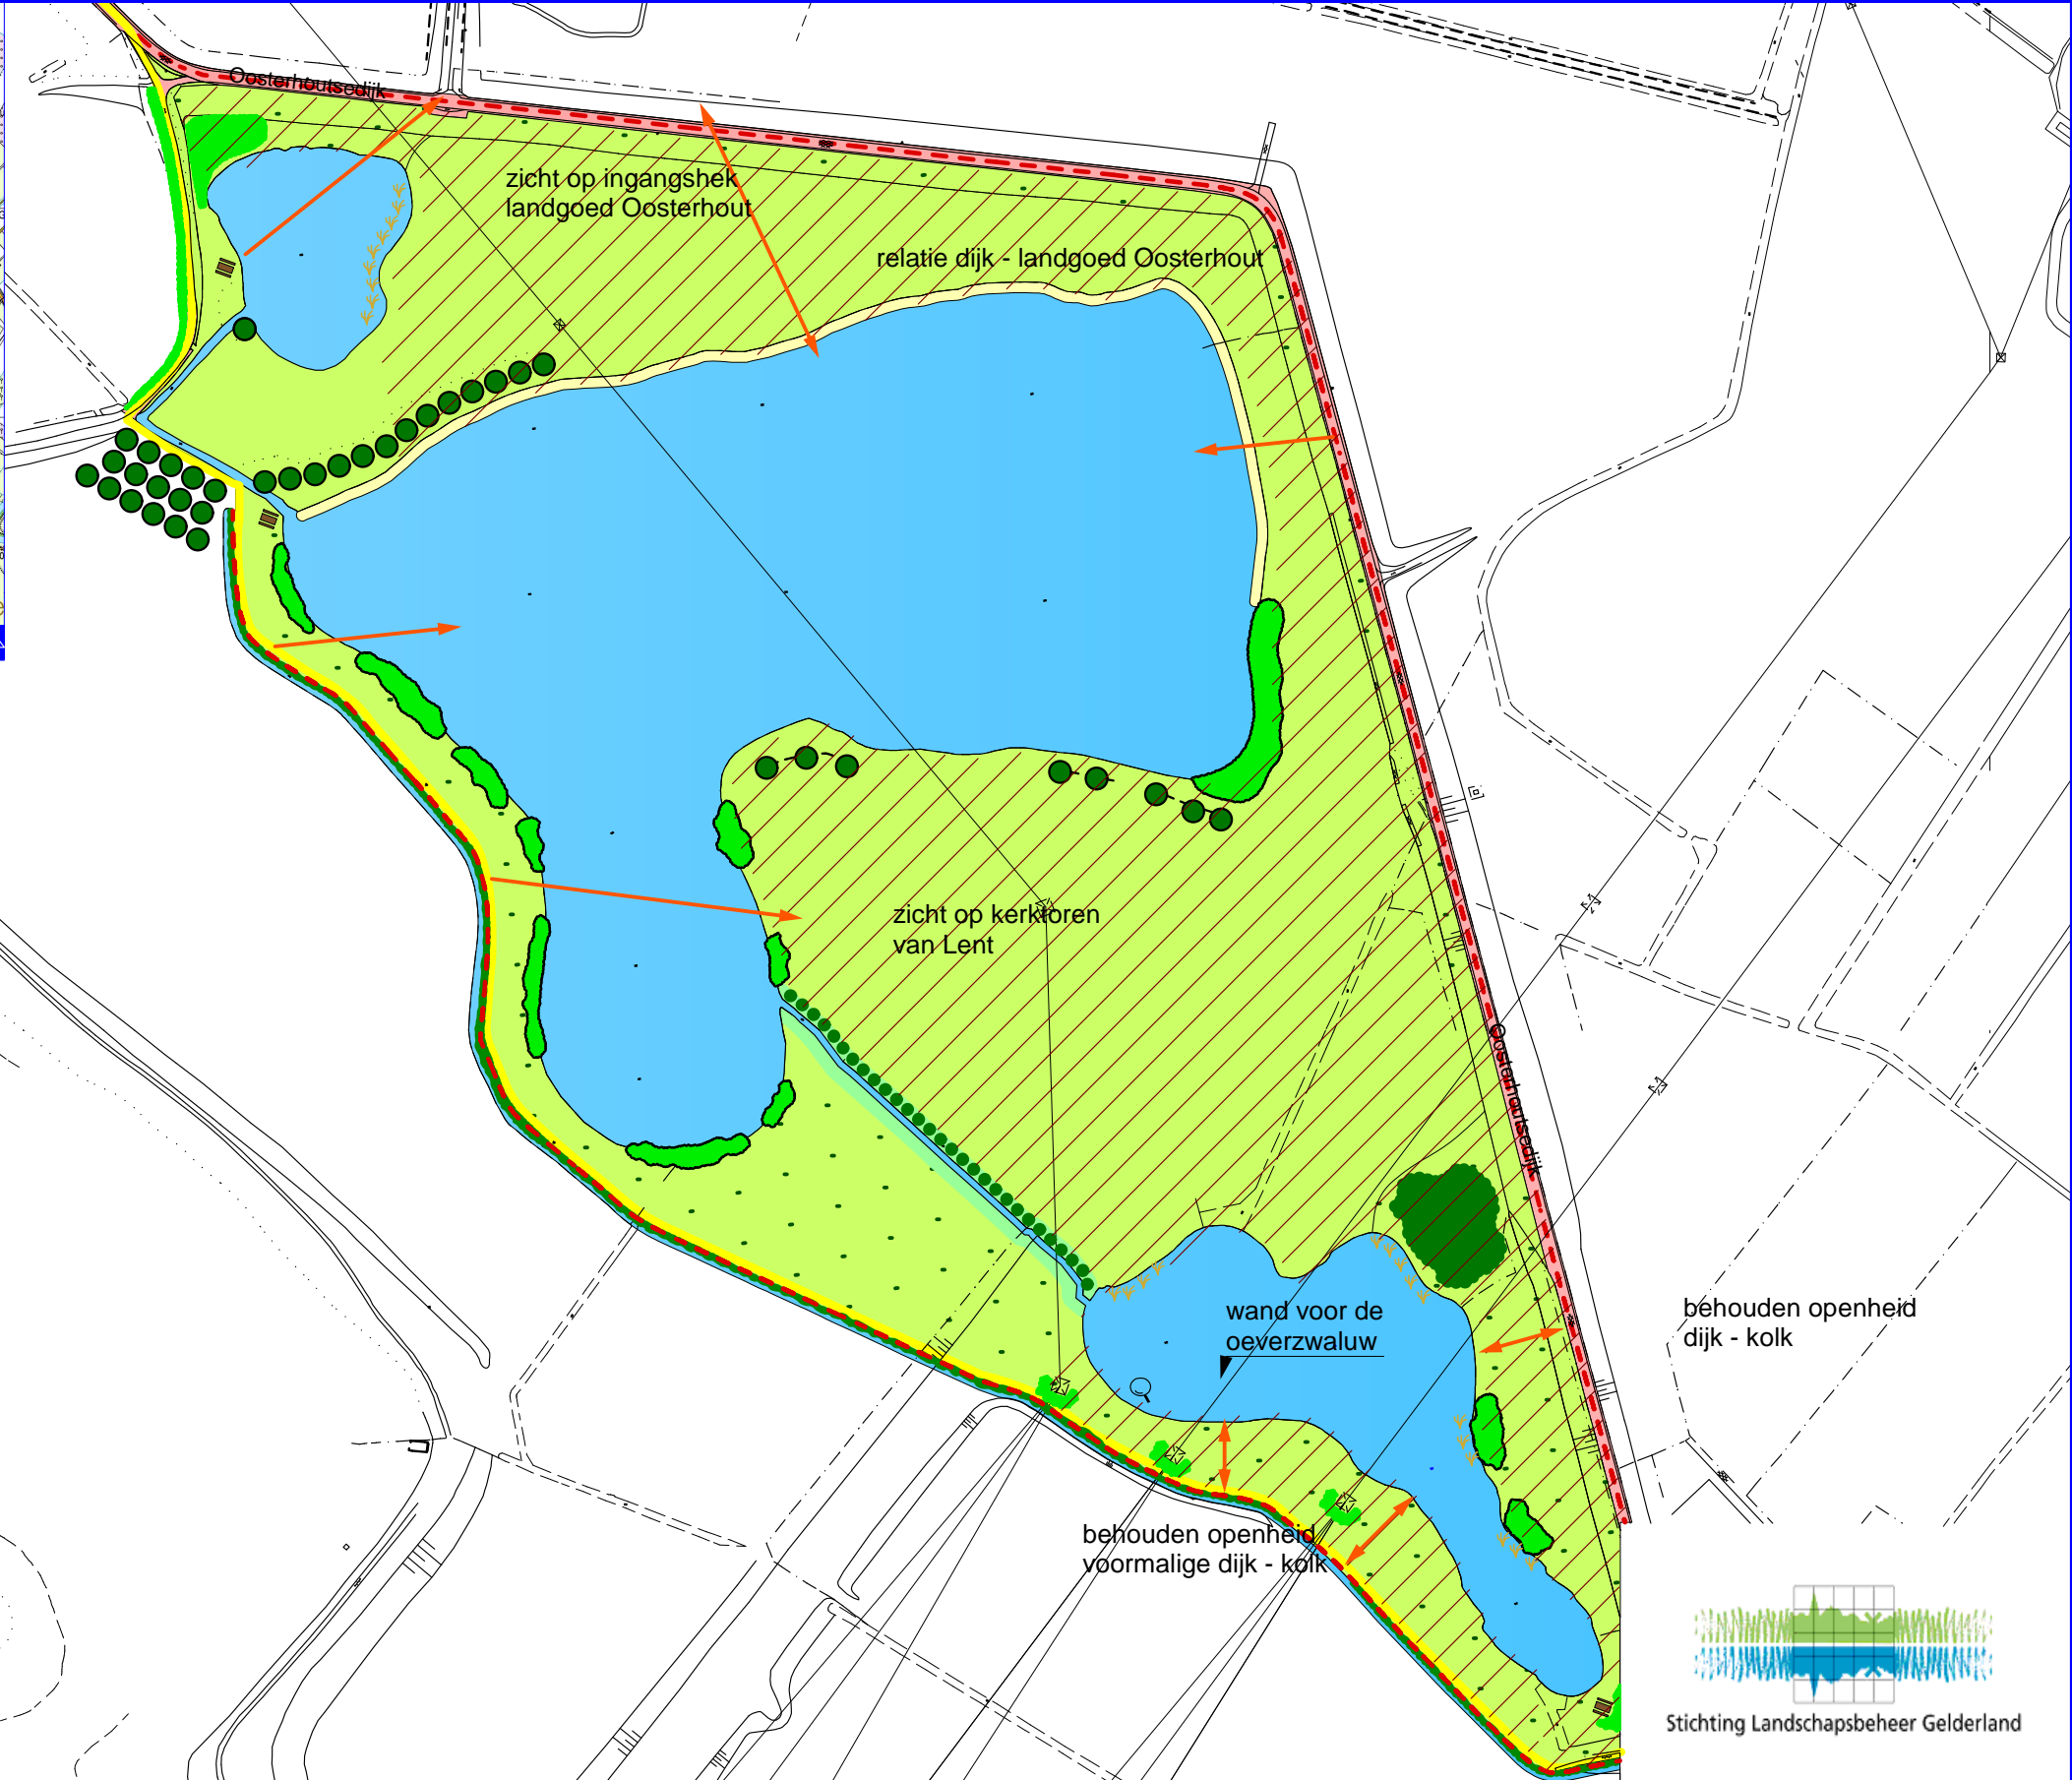 Oosterhoutsedijk
zicht op ingangshek
landgoed Oosterhout
relatie dijk - landgoed Oosterhout
zicht op kerktoren
van Lent
Oosterhoutsedijk
wand voor de
oeverzwaluw
behouden openheid
dijk - kolk
behouden openheid
voormalige dijk - kolk
Stichting Landschapsbeheer Gelderland